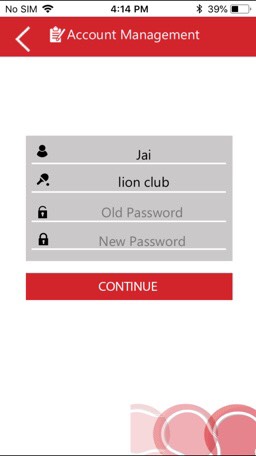 No SIM 4:14 PM 39%
Account Management
Jai
lion club
Old Password
New Password
CONTINUE